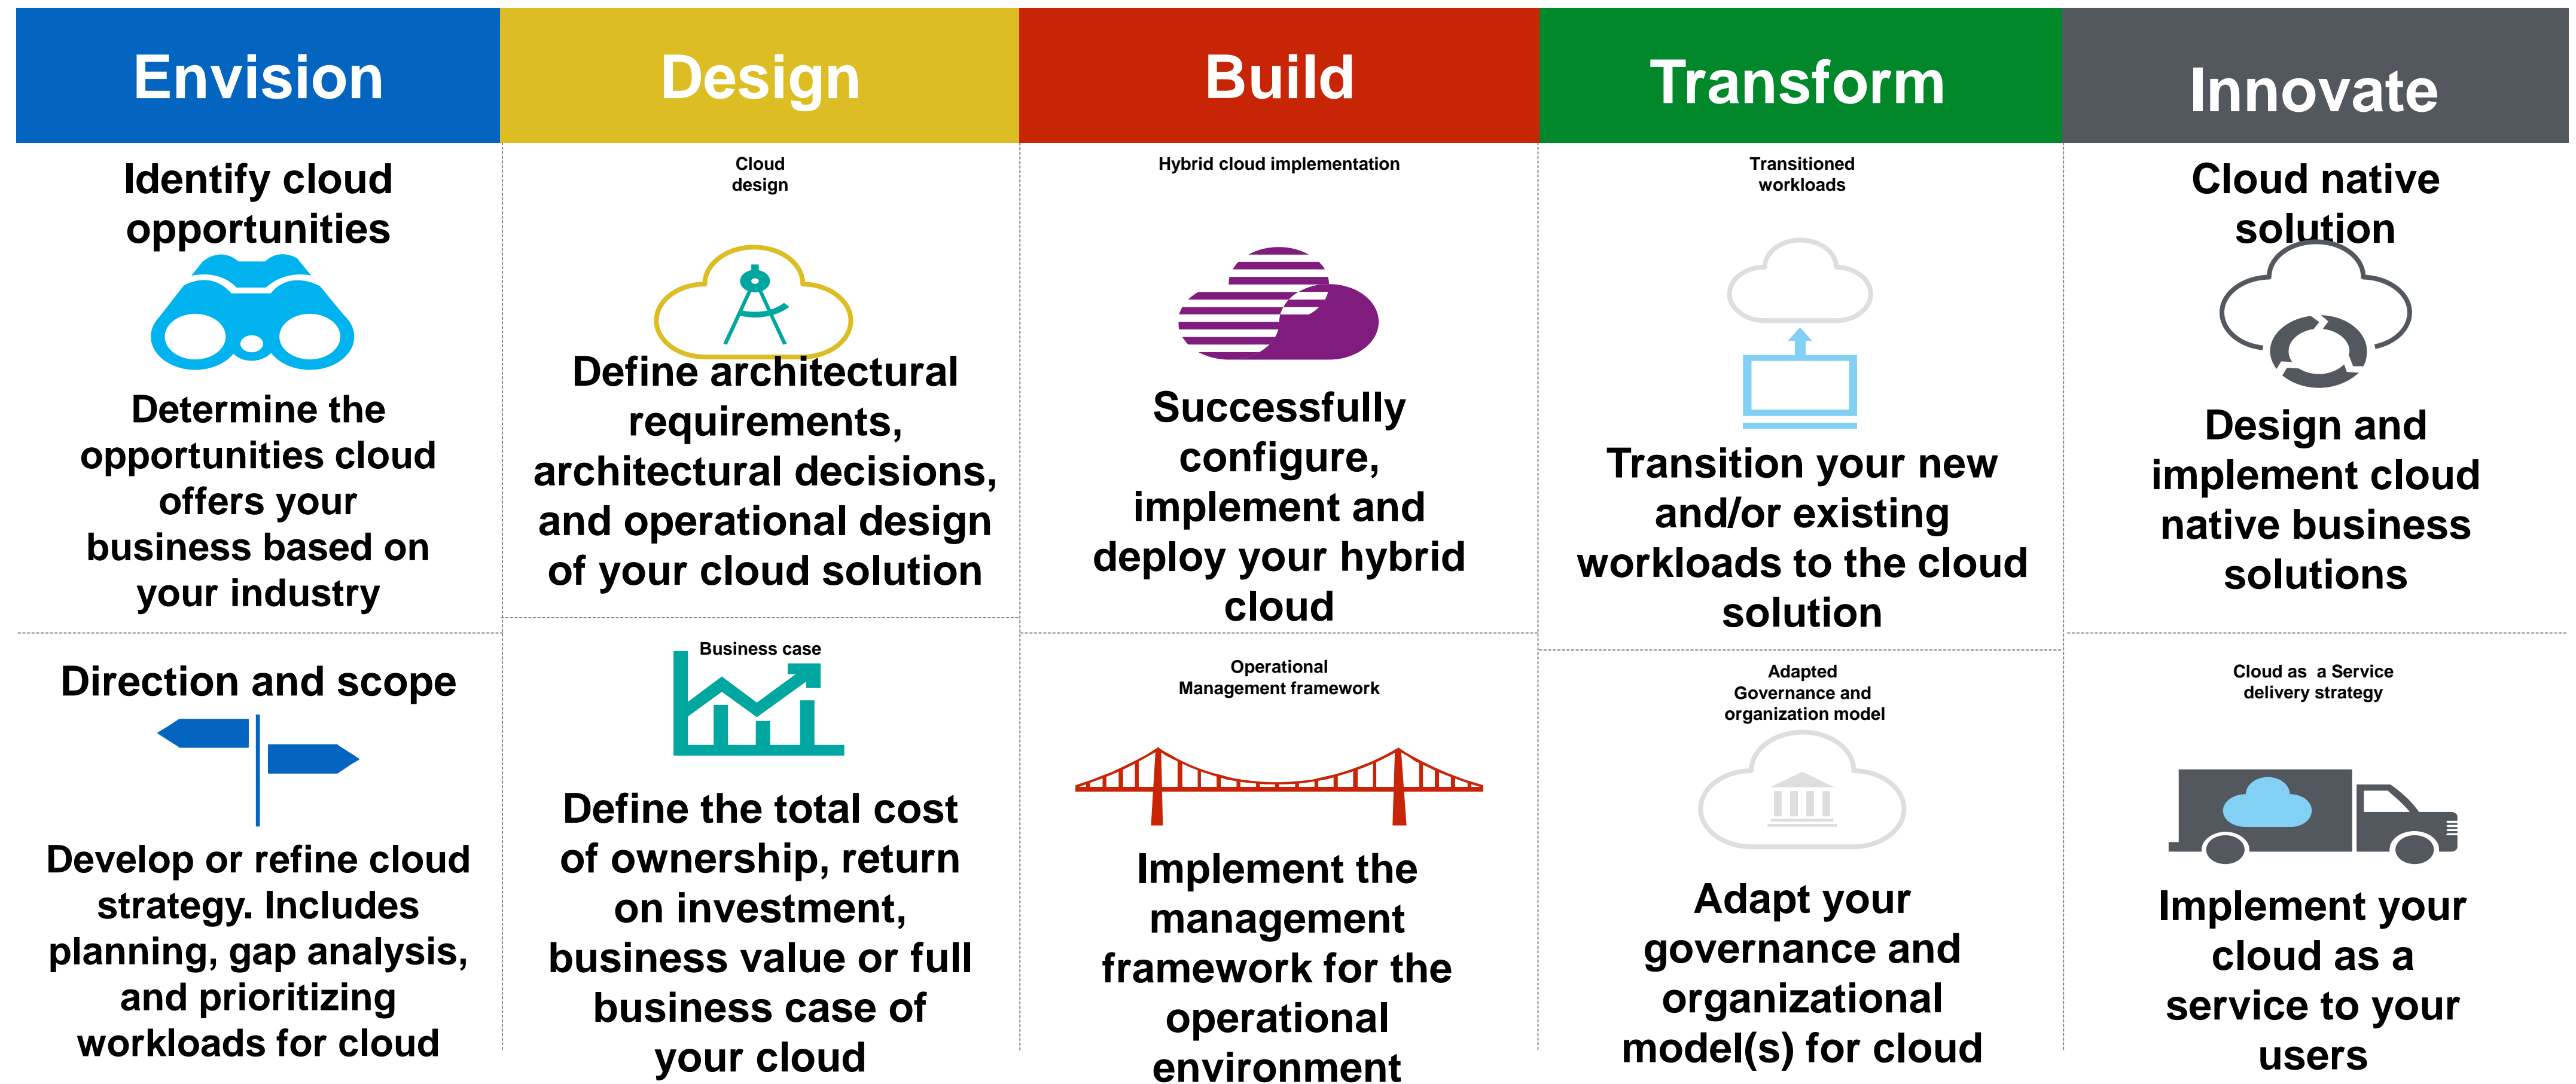 Envision
Design
Build
Transform
Innovate
Identify cloud
opportunities
Determine the
opportunities cloud
offers your
business based on
your industry
Direction and scope
Develop or refine cloud
strategy. Includes
planning, gap analysis,
and prioritizing
workloads for cloud
Cloud
design
Define architectural
requirements,
architectural decisions,
and operational design
of your cloud solution
Business case
Define the total cost
of ownership, return
on investment,
business value or full
business case of
your cloud
Hybrid cloud implementation
Successfully
configure,
implement and
deploy your hybrid
cloud
Operational
Management framework
Implement the
management
framework for the
operational
environment
Transitioned
workloads
Transition your new
and/or existing
workloads to the cloud
solution
Adapted
Governance and
organization model
Adapt your
governance and
organizational
model(s) for cloud
Cloud native
solution
Design and
implement cloud
native business
solutions
Cloud as  a Service
delivery strategy
Implement your
cloud as a
service to your
users